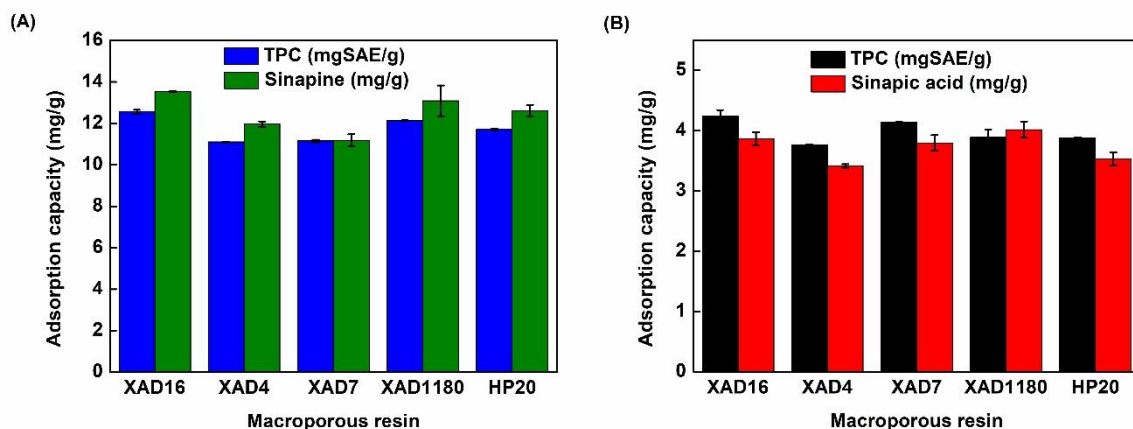 (A)
TPC (mgSAE/g)
Sinapine (mg/g)
Adsorption capacity (mg/g)
16
14
12
10
8
6
4
2
0
XAD16 XAD4 XAD7 XAD1180 HP20
Macroporous resin
(B)
TPC (mgSAE/g)
Sinapic acid (mg/g)
Adsorption capacity (mg/g)
5
4
3
2
1
0
XAD16 XAD4 XAD7 XAD1180 HP20
Macroporous resin